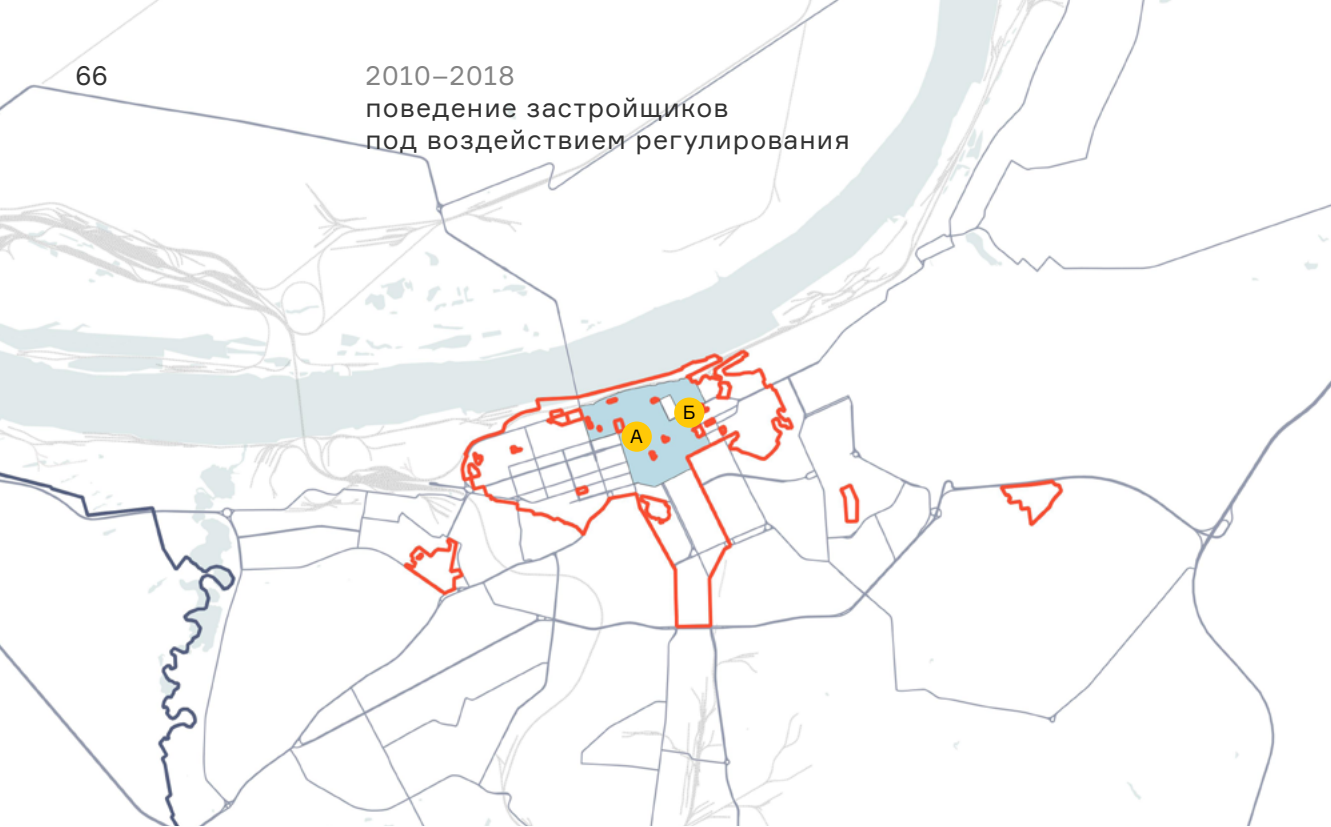 66
2010–2018
поведение застройщиков
под воздействием регулирования
Б
А